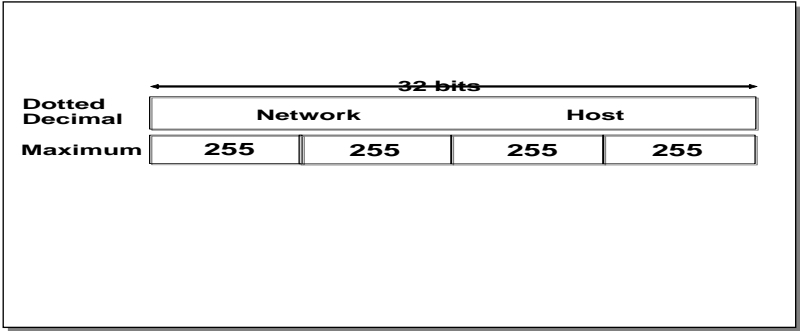 32 bits
Dotted
Decimal
Network Host
Maximum 255 255 255 255